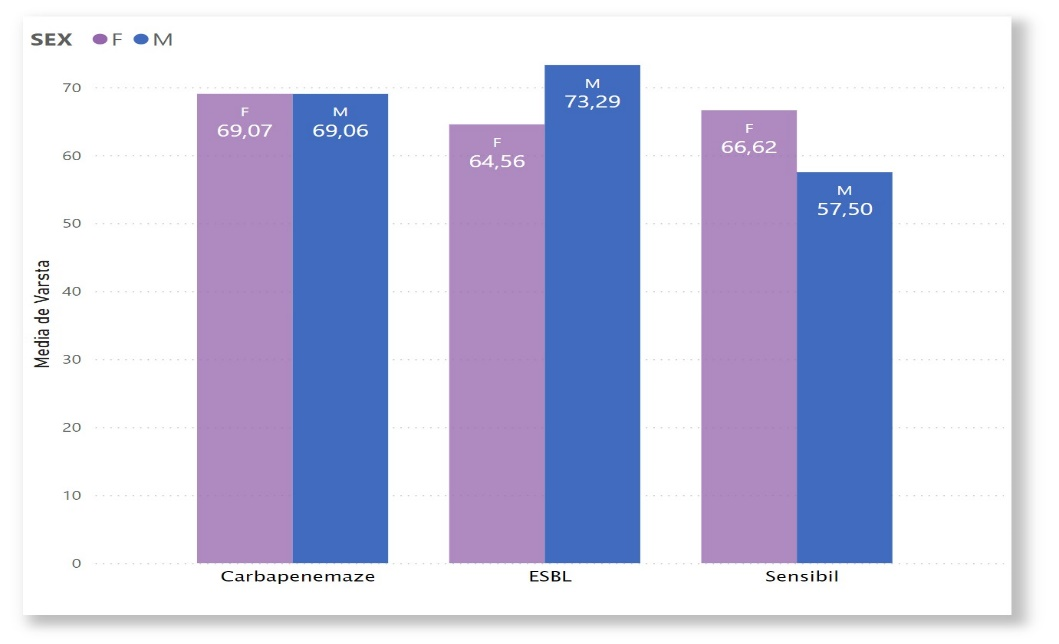 SEX F M
70
60
50
40
30
20
10
0
Media de Varsta
F
69,07
M
69,06
F
64,56
M
73,29
F
66,62
M
57,50
Carbapenemaze ESBL Sensibil